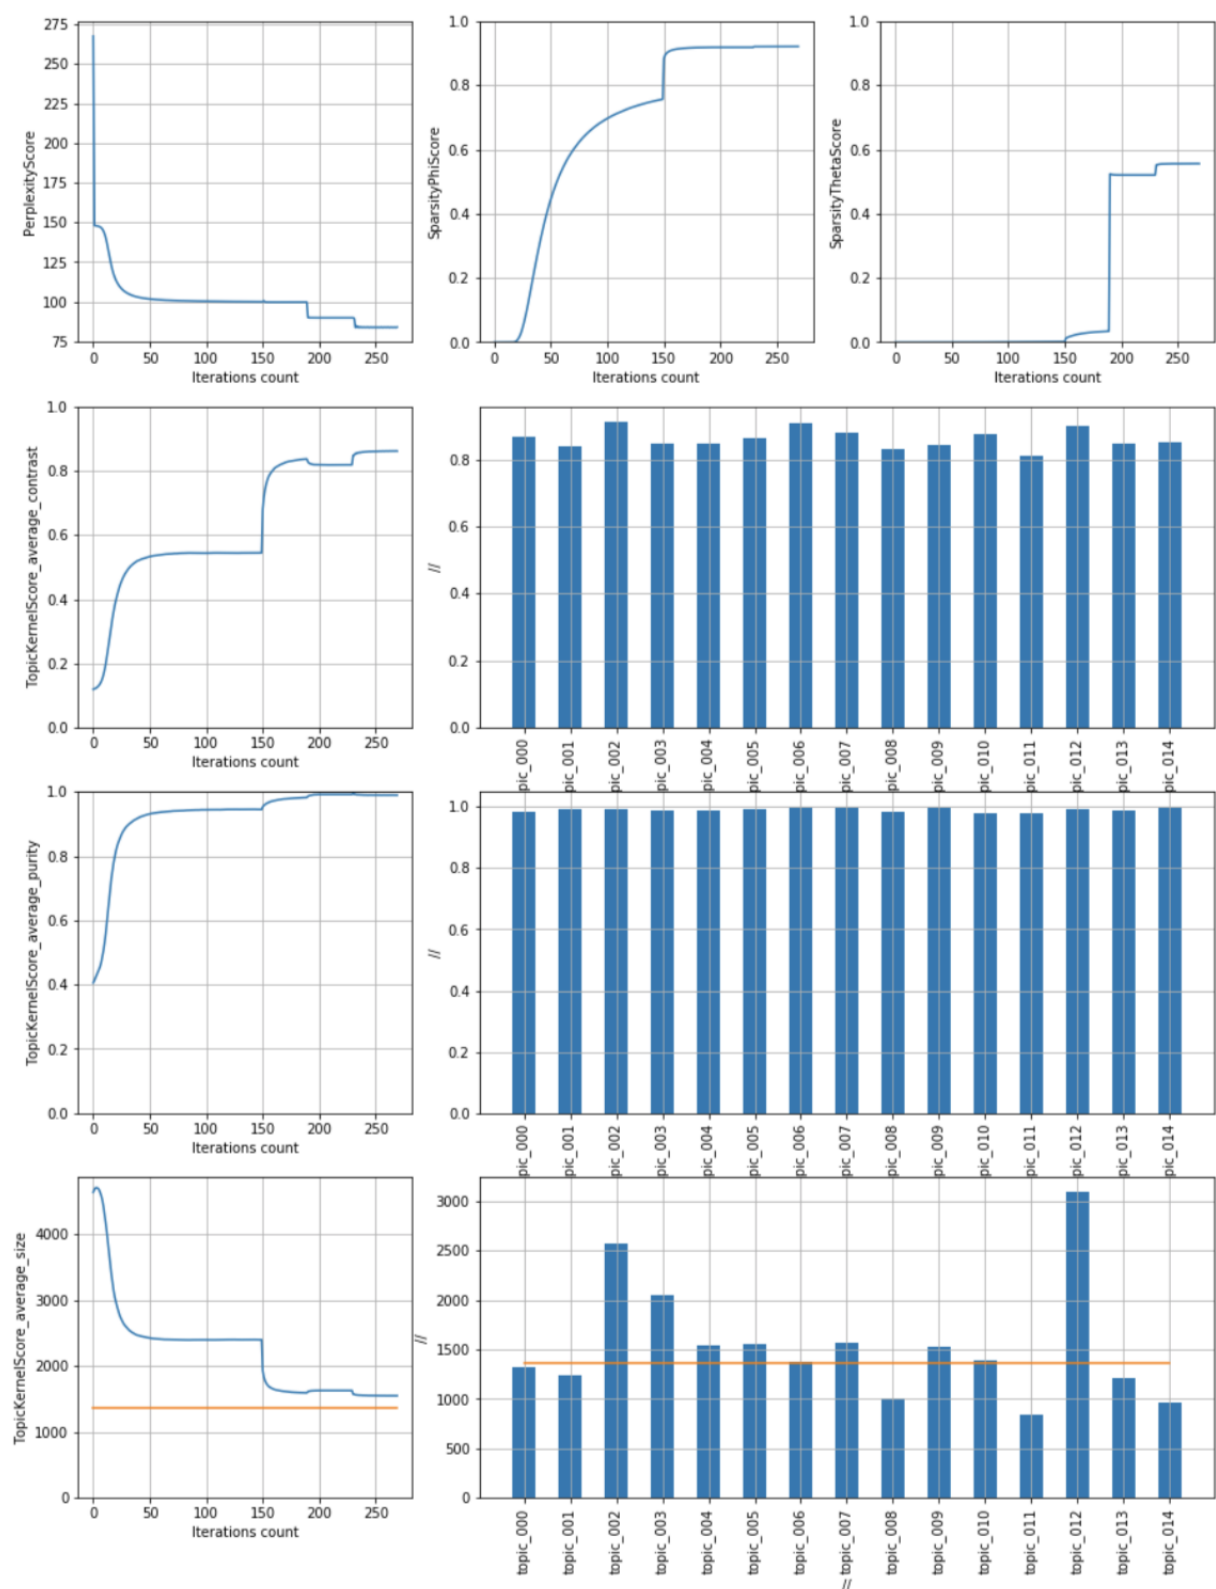 PerplexityScore
275
250
225
200
175
150
125
100
75
0 50 100 150 200 250
Iterations count
SparsityPhiScore
1.0
0.8
0.6
0.4
0.2
0.0
0 50 100 150 200 250
Iterations count
SparsityThetaScore
1.0
0.8
0.6
0.4
0.2
0.0
0 50 100 150 200 250
Iterations count
TopicKernelScore_average_contrast
1.0
0.8
0.6
0.4
0.2
0.0
0 50 100 150 200 250
Iterations count
//
0.8
0.6
0.4
0.2
0.0
pic_000
pic_001
pic_002
pic_003
pic_004
pic_005
pic_006
pic_007
pic_008
pic_009
pic_010
pic_011
pic_012
pic_013
pic_014
TopicKernelScore_average_purity
1.0
0.8
0.6
0.4
0.2
0.0
0 50 100 150 200 250
Iterations count
//
1.0
0.8
0.6
0.4
0.2
0.0
pic_000
pic_001
pic_002
pic_003
pic_004
pic_005
pic_006
pic_007
pic_008
pic_009
pic_010
pic_011
pic_012
pic_013
pic_014
TopicKernelScore_average_size
4000
3000
2000
1000
0
0 50 100 150 200 250
Iterations count
//
3000
2500
2000
1500
1000
500
0
topic_000
topic_001
topic_002
topic_003
topic_004
topic_005
topic_006
topic_007
topic_008
topic_009
topic_010
topic_011
topic_012
topic_013
topic_014
//